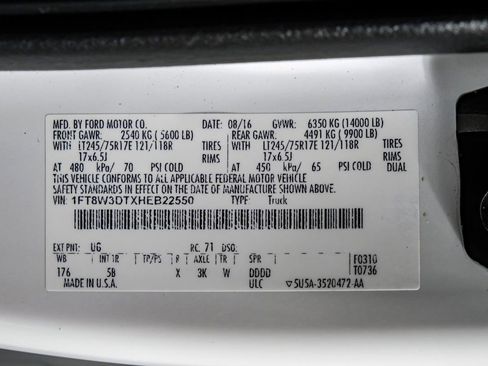 MFD. BY FORD MOTOR CO. DATE: 08/16 GVWR: 6350 KG (14000 LB)
FRONT GAWR: 2540 KG (5600 LB) REAR GAWR: 4491 KG (9900 LB)
WITH LT245/75R17E 121/118R TIRES WITH LT245/75R17E 121/118R TIRES
17x6.5J RIMS 17x6.5J RIMS
AT 480 kPa/ 70 PSI COLD AT 450 kPa/ 65 PSI COLD
THIS VEHICLE CONFORMS TO ALL APPLICABLE FEDERAL MOTOR VEHICLE
SAFETY STANDARDS IN EFFECT ON THE DATE OF MANUFACTURE SHOWN ABOVE.
VIN: 1FT8W3DTXHEB22550 TYPE: Truck
EXT PNT: UG RC: 71 DSO:
WB INT TR TP/PS R AXLE TR SPR F0310
176 5B X 3K W DDDD T0736
MADE IN U.S.A. ULC 5U5A-3520472-AA